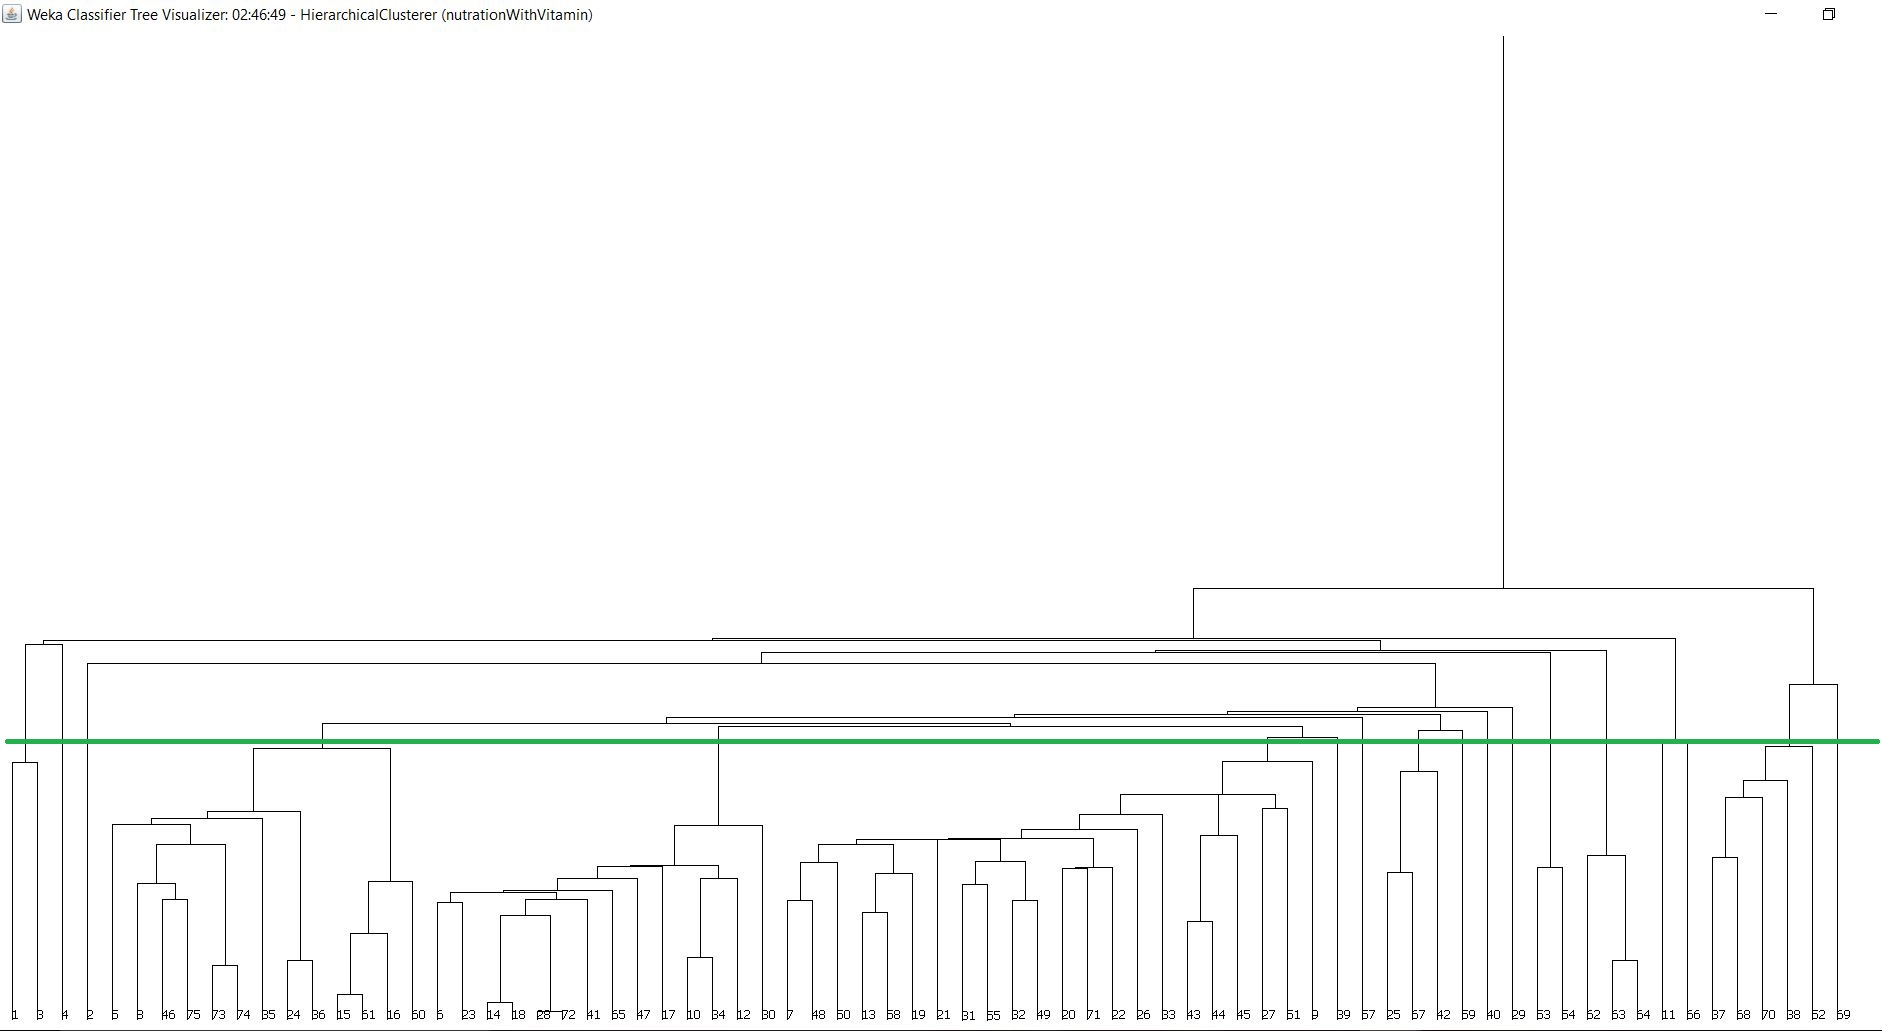 Weka Classifier Tree Visualizer: 02:46:49 - HierarchicalClusterer (nutrationWithVitamin)
1 3 4 2 5 8 46 75 73 74 35 24 36 15 61 16 60 6 23 14 18 28 72 41 65 47 17 10 34 12 30 7 48 50 13 58 19 21 31 55 32 49 20 71 22 26 33 43 44 45 27 51 9 39 57 25 67 42 59 40 29 53 54 62 63 64 11 56 37 68 70 38 52 69